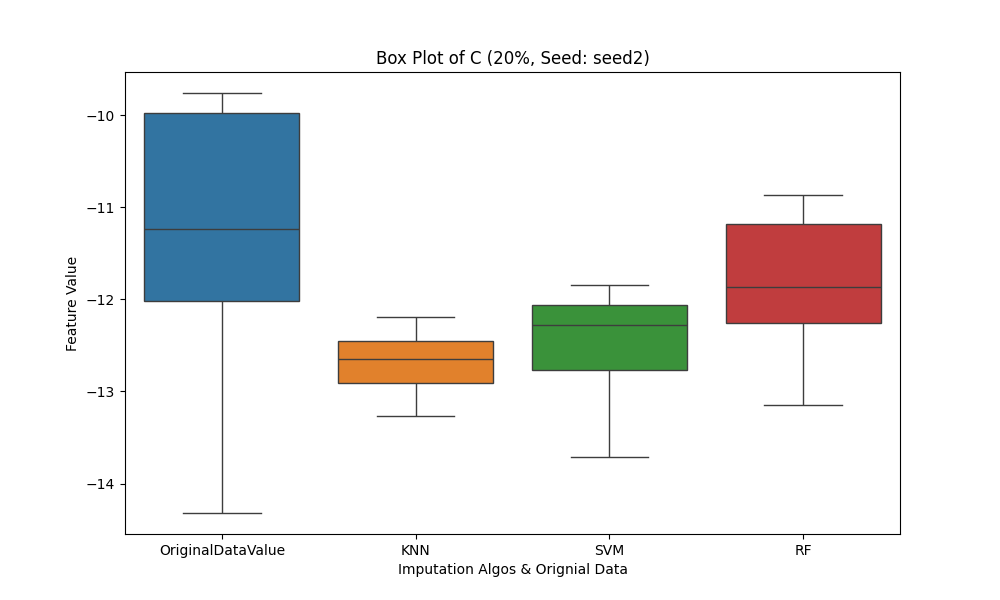 Box Plot of C (20%, Seed: seed2)
−10
−11
−12
−13
−14
Feature Value
OriginalDataValue
KNN
SVM
RF
Imputation Algos & Orignial Data